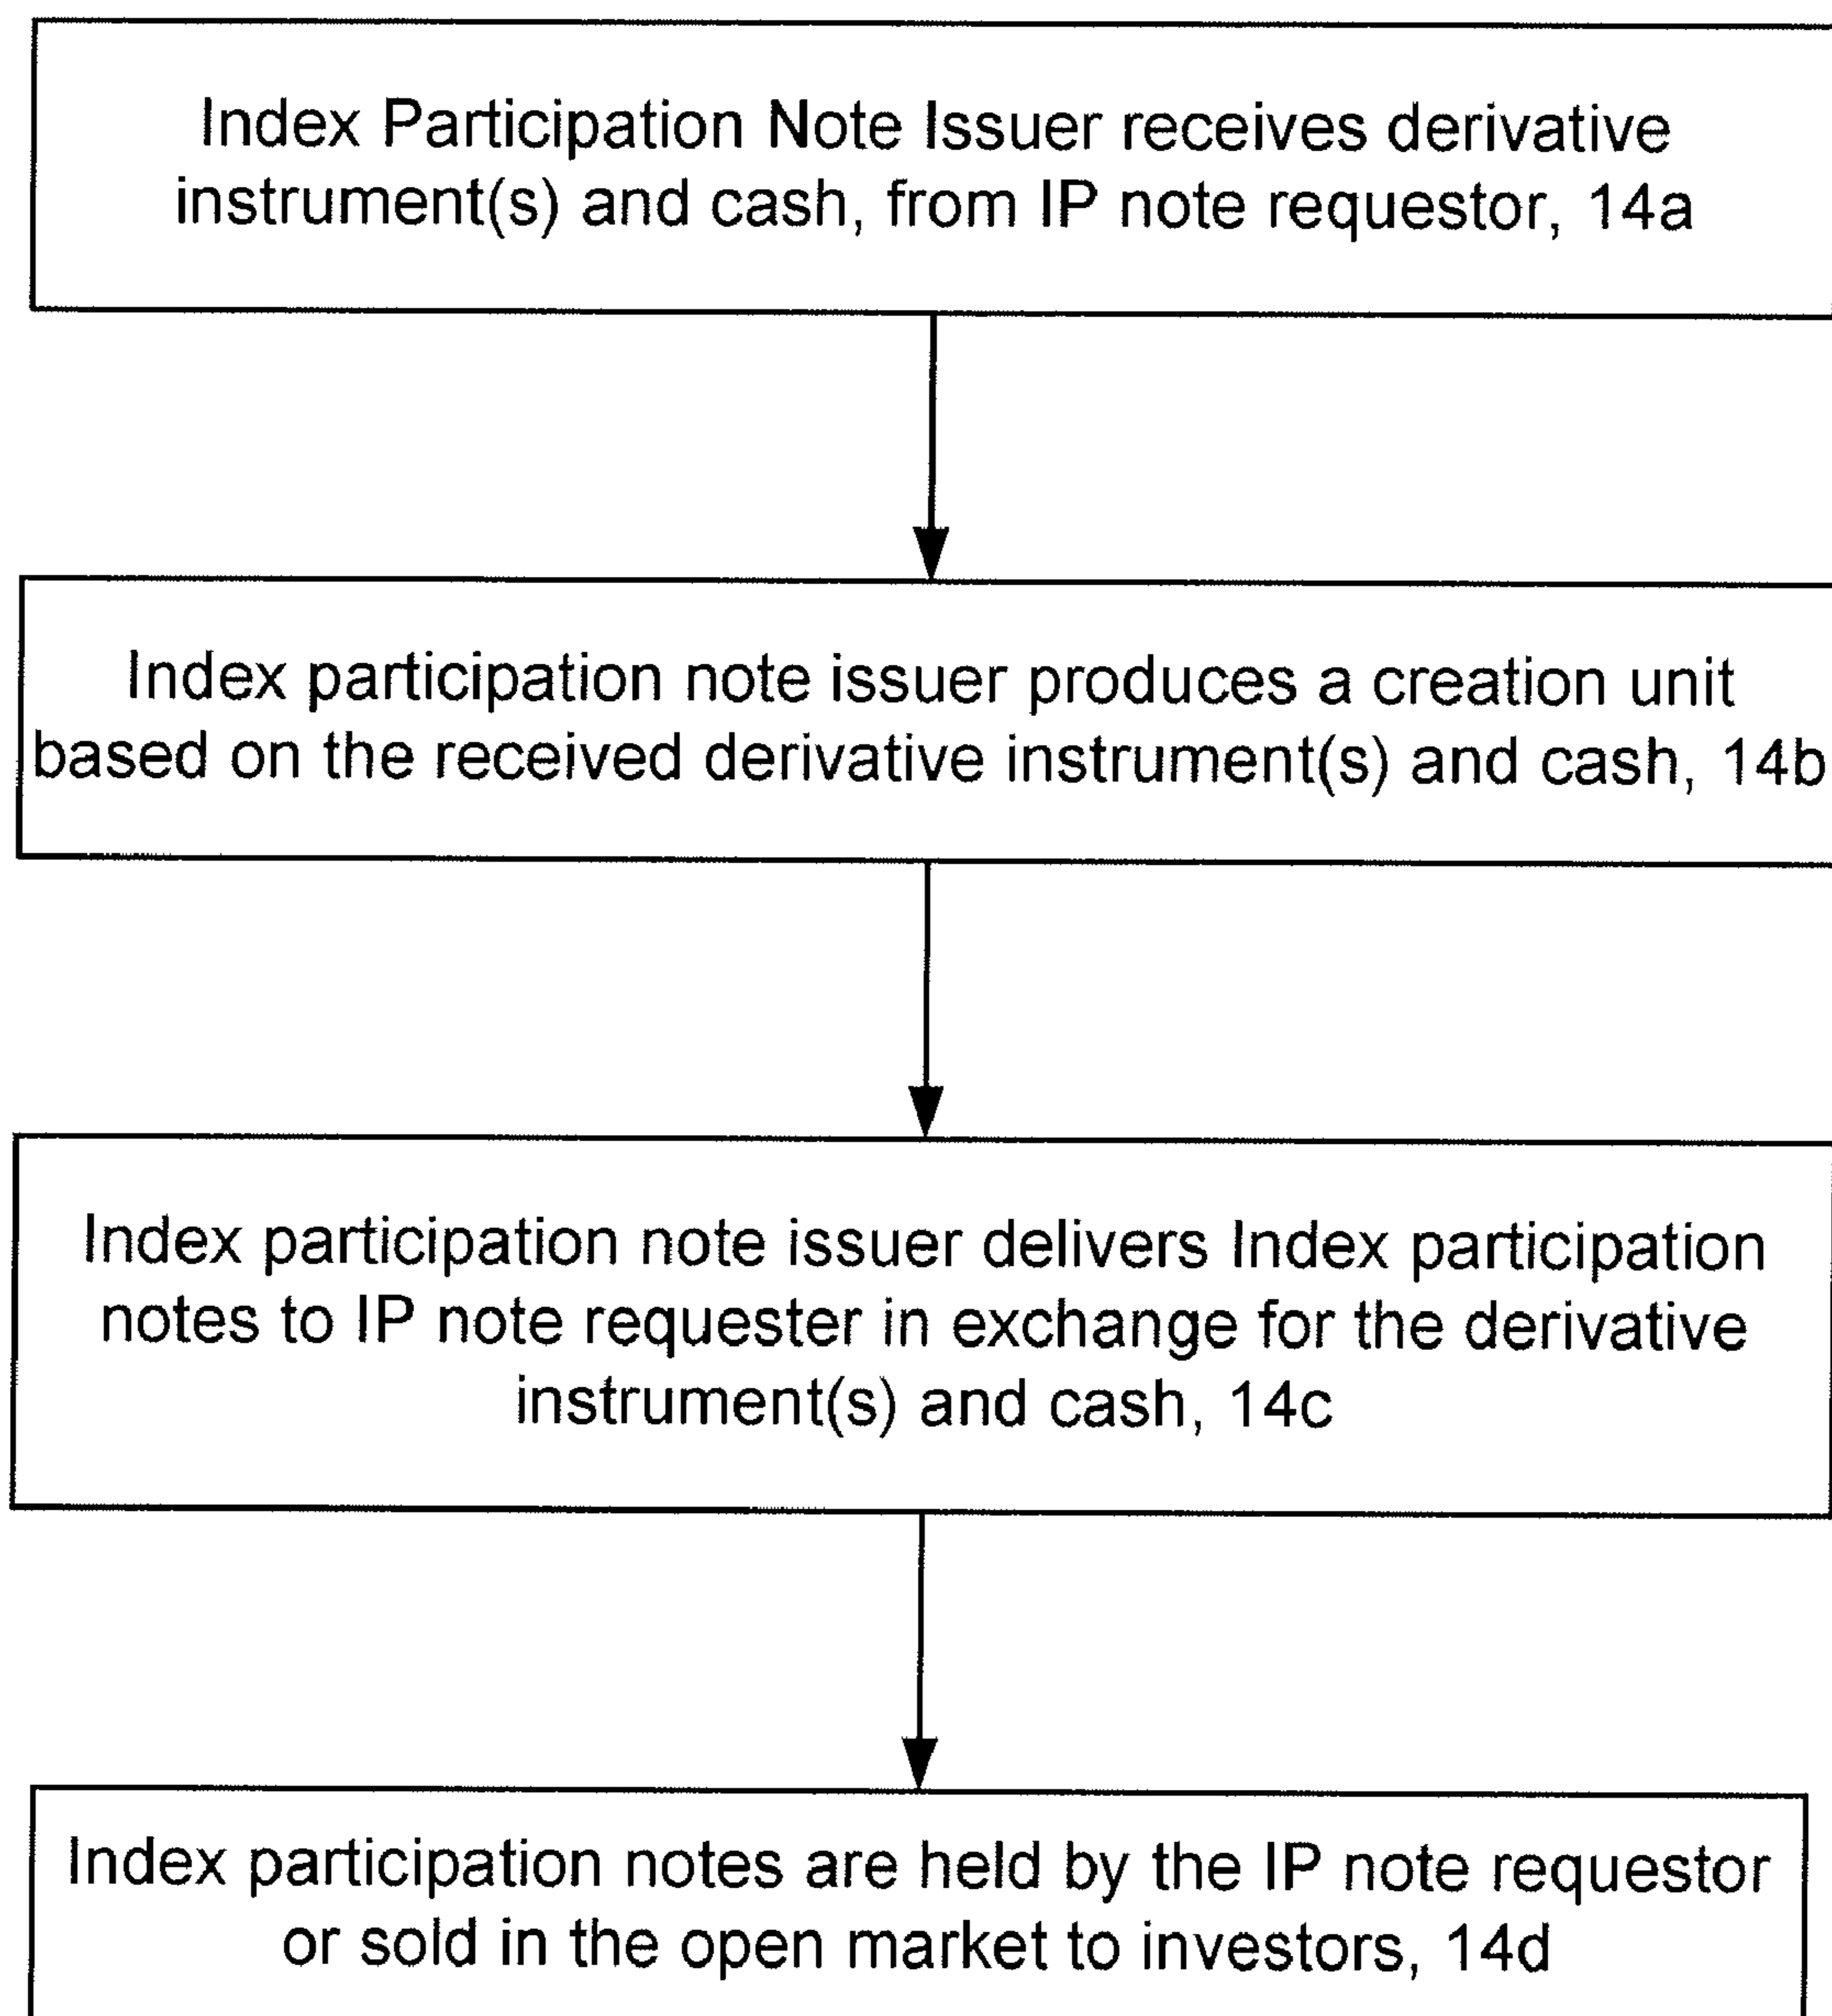 Index Participation Note Issuer receives derivative
instrument(s) and cash, from IP note requestor, 14a
Index participation note issuer produces a creation unit
based on the received derivative instrument(s) and cash, 14b
Index participation note issuer delivers Index participation
notes to IP note requester in exchange for the derivative
instrument(s) and cash, 14c
Index participation notes are held by the IP note requestor
or sold in the open market to investors, 14d